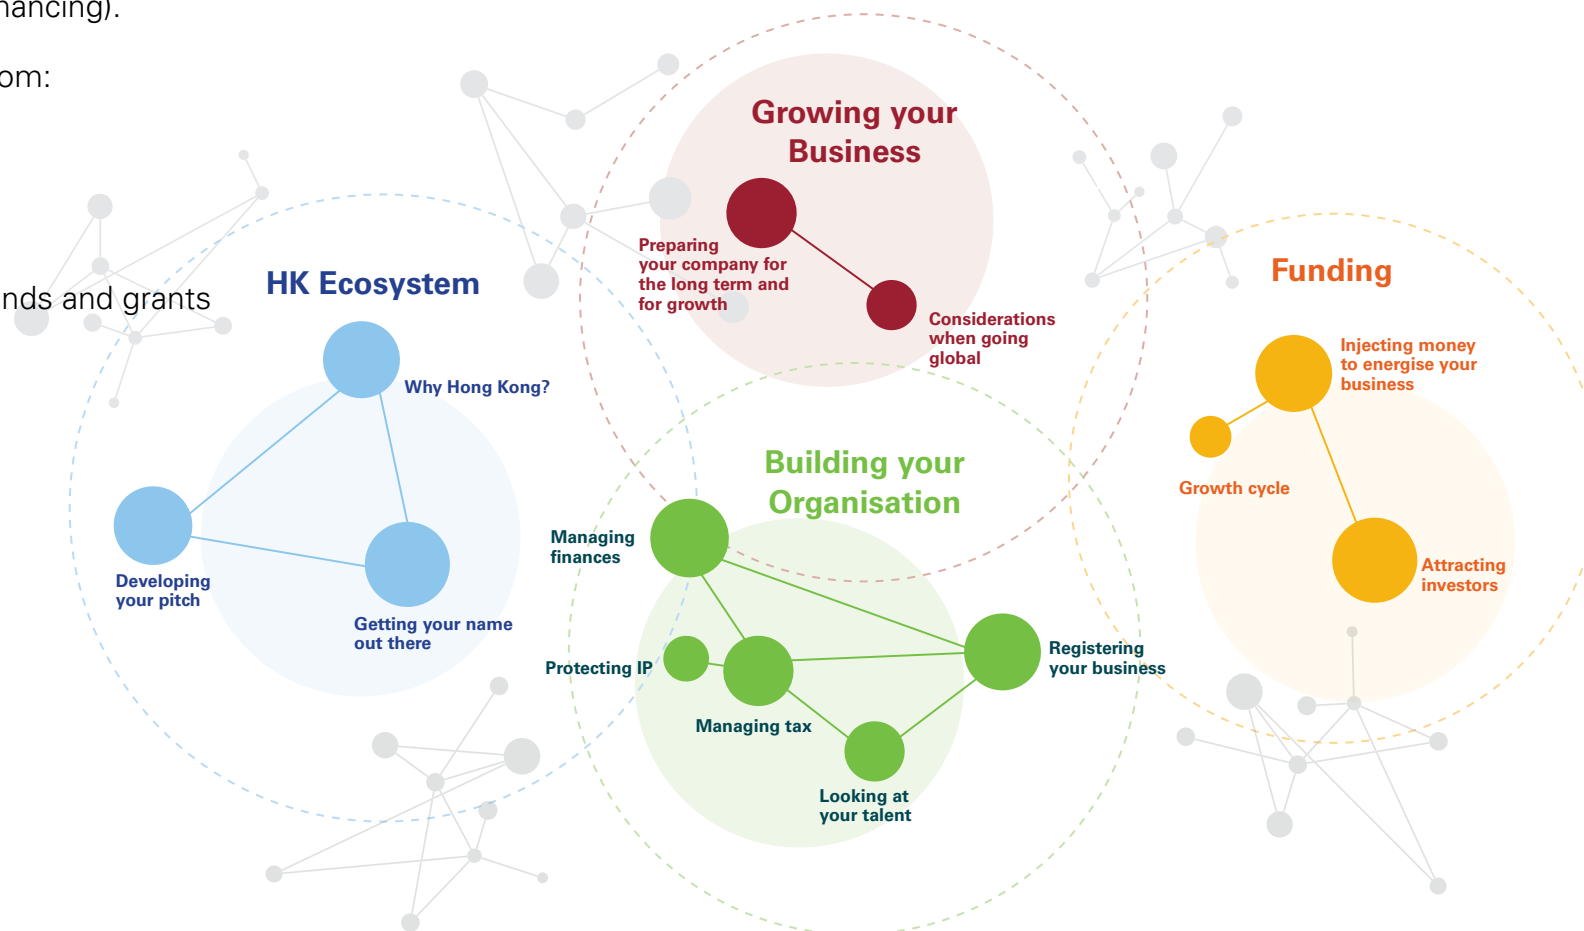 nancing).
om:
nds and grants
HK Ecosystem
Why Hong Kong?
Developing
your pitch
Getting your name
out there
Growing your
Business
Preparing
your company for
the long term and
for growth
Considerations
when going
global
Building your
Organisation
Managing
finances
Protecting IP
Managing tax
Registering
your business
Looking at
your talent
Funding
Injecting money
to energise your
business
Growth cycle
Attracting
investors